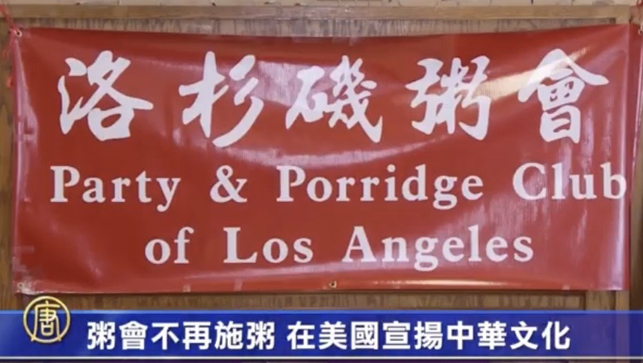 洛杉磯粥會
Party & Porridge Club
of Los Angeles
唐
粥會不再施粥 在美國宣揚中華文化